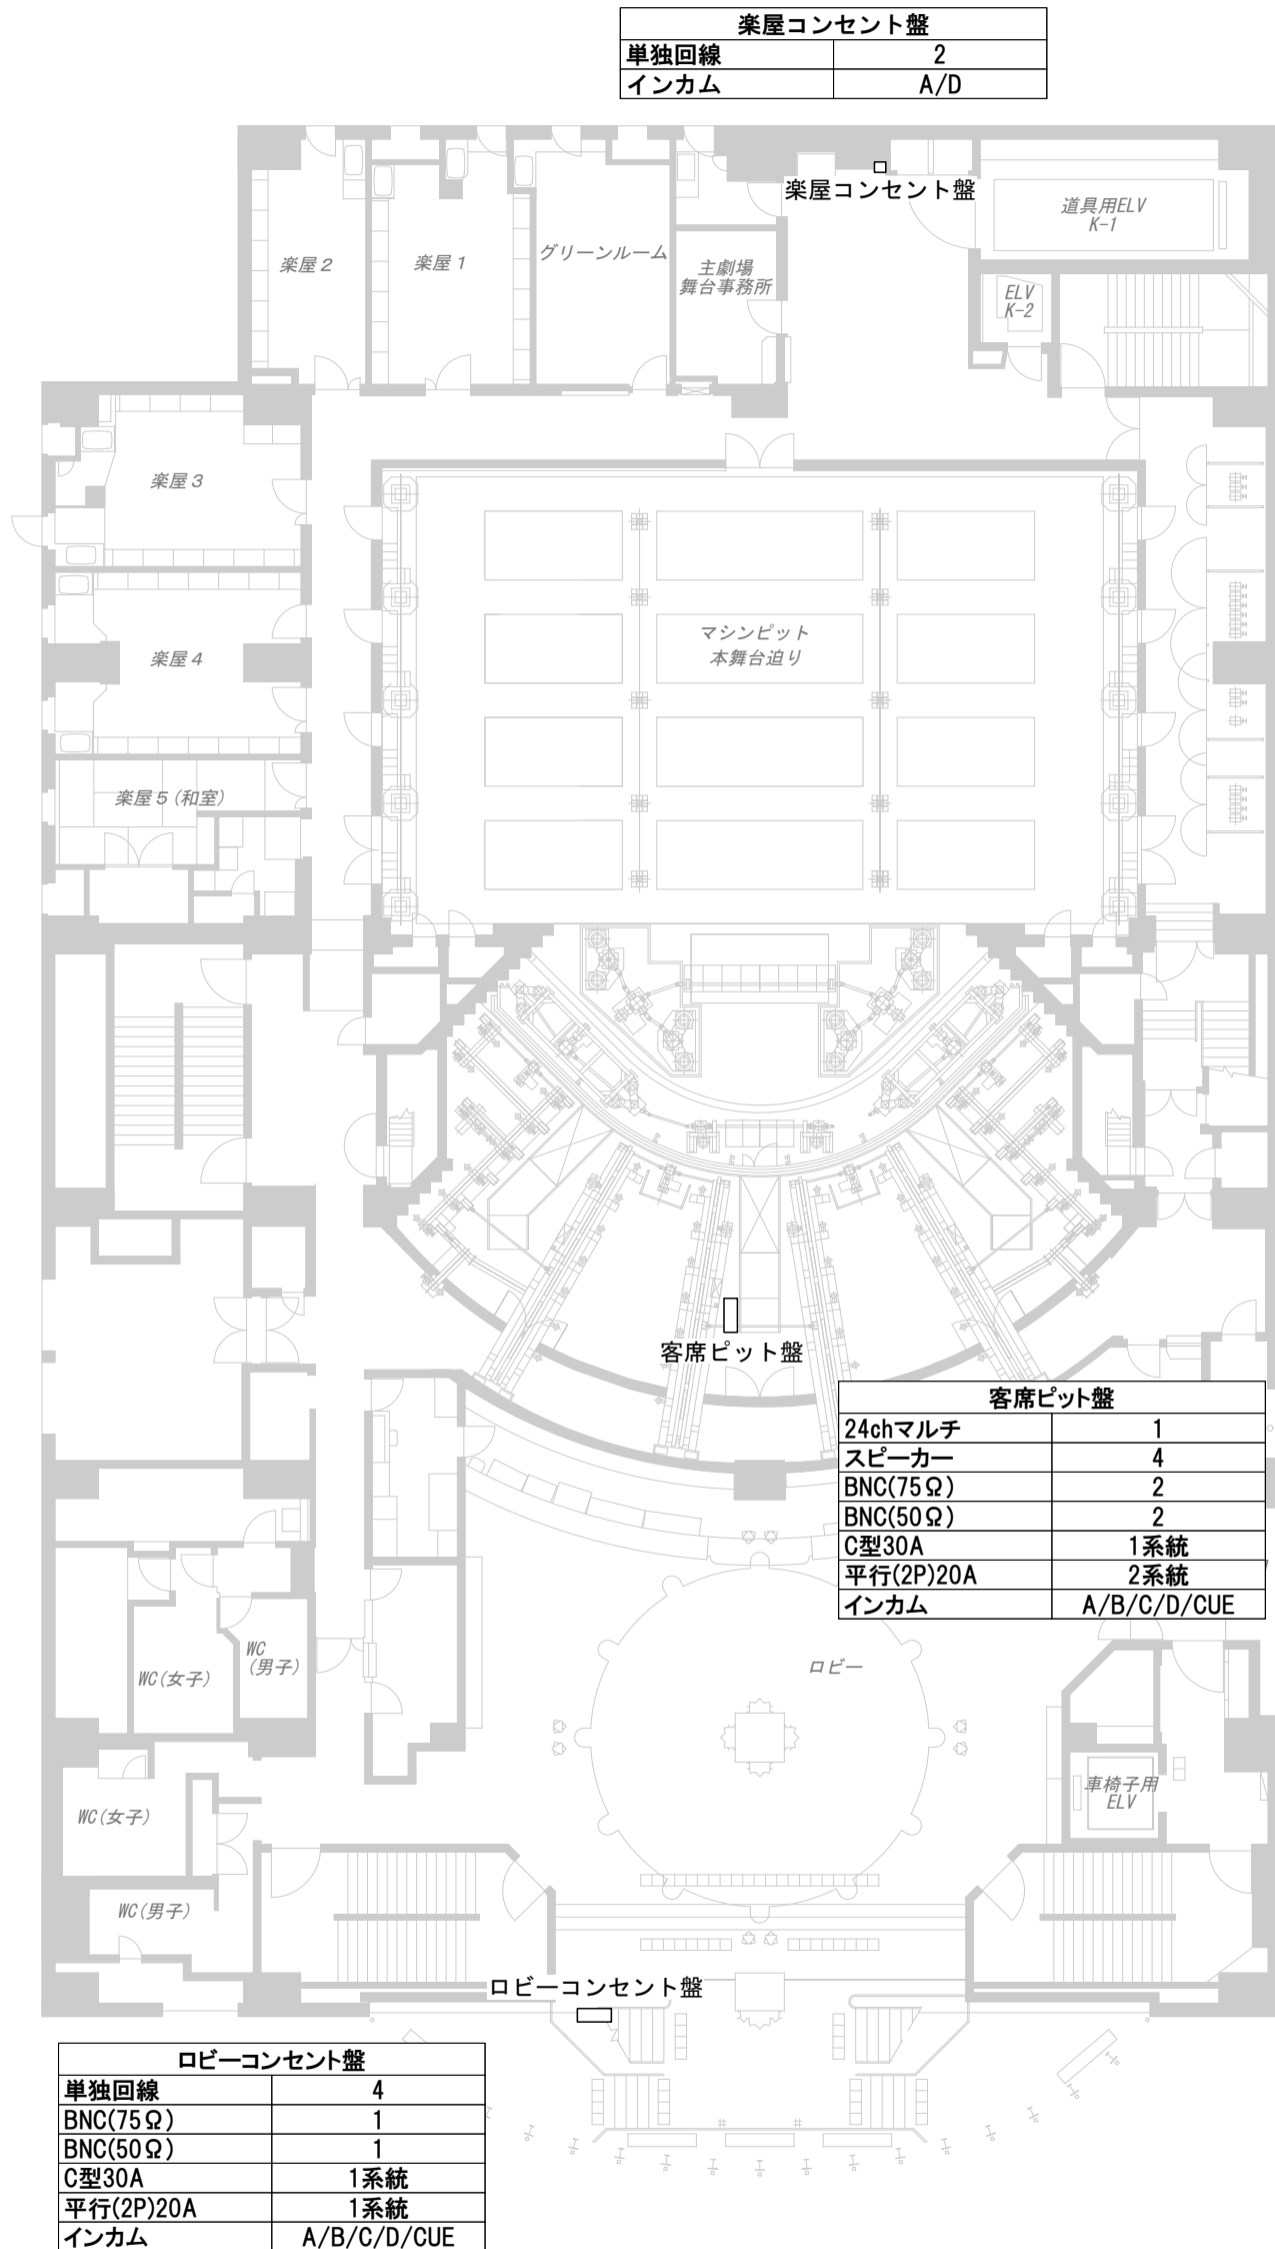 楽屋コンセント盤
単独回線 2
インカム A/D
楽屋コンセント盤
道具用ELV
K-1
楽屋2
楽屋1
グリーンルーム
主劇場
舞台事務所
ELV
K-2
楽屋3
マシンピット
本舞台迫り
楽屋4
楽屋5(和室)
客席ピット盤
客席ピット盤
24chマルチ 1
スピーカー 4
BNC(75Ω) 2
BNC(50Ω) 2
C型30A 1系統
平行(2P)20A 2系統
インカム A/B/C/D/CUE
WC
(男子)
WC(女子)
ロビー
車椅子用
ELV
WC(女子)
WC(男子)
ロビーコンセント盤
ロビーコンセント盤
単独回線 4
BNC(75Ω) 1
BNC(50Ω) 1
C型30A 1系統
平行(2P)20A 1系統
インカム A/B/C/D/CUE